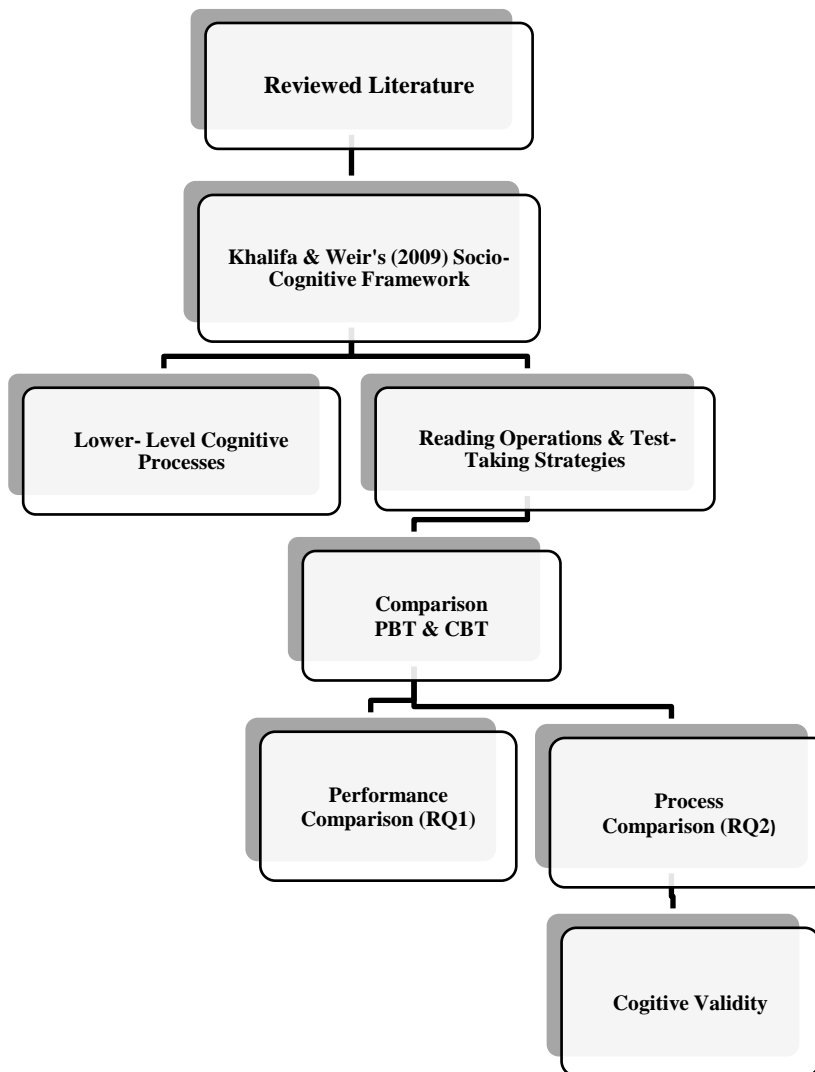 Reviewed Literature
Khalifa & Weir's (2009) Socio-
Cognitive Framework
Lower- Level Cognitive
Processes
Reading Operations & Test-
Taking Strategies
Comparison
PBT & CBT
Performance
Comparison (RQ1)
Process
Comparison (RQ2)
Cogitive Validity